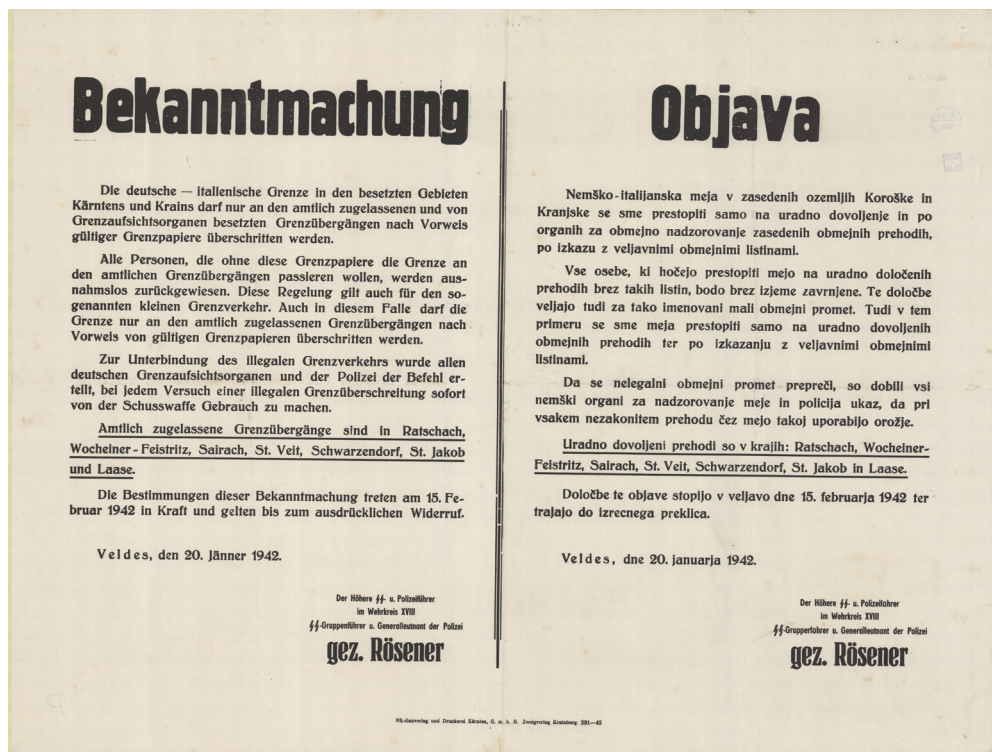 Bekanntmachung
Die deutsche — italienische Grenze in den besetzten Gebieten
Kärntens und Krains darf nur an den amtlich zugelassenen und von
Grenzaufsichtsorganen besetzten Grenzübergängen nach Vorweis
gültiger Grenzpapiere überschritten werden.
Alle Personen, die ohne diese Grenzpapiere die Grenze an
den amtlichen Grenzübergängen passieren wollen, werden aus-
nahmslos zurückgewiesen. Diese Regelung gilt auch für den so-
genannten kleinen Grenzverkehr. Auch in diesem Falle darf die
Grenze nur an den amtlich zugelassenen Grenzübergängen nach
Vorweis von gültigen Grenzpapieren überschritten werden.
Zur Unterbindung des illegalen Grenzverkehrs wurde allen
deutschen Grenzaufsichtsorganen und der Polizei der Befehl er-
teilt, bei jedem Versuch einer illegalen Grenzüberschreitung sofort
von der Schusswaffe Gebrauch zu machen.
Amtlich zugelassene Grenzübergänge sind in Ratschach,
Wocheiner-Feistritz, Sairach, St. Veit, Schwarzendorf, St. Jakob
und Laase.
Die Bestimmungen dieser Bekanntmachung treten am 15. Fe-
bruar 1942 in Kraft und gelten bis zum ausdrücklichen Widerruf.
Veldes, den 20. Jänner 1942.
Der Höhere SS- u. Polizeiführer
im Wehrkreis XVIII
SS-Gruppenführer u. Generalleutnant der Polizei
gez. Rösener
Objava
Nemško-italijanska meja v zasedenih ozemljih Koroške in
Kranjske se sme prestopiti samo na uradno dovoljenje in po
organih za obmejno nadzorovanje zasedenih obmejnih prehodih,
po izkazu z veljavnimi obmejnimi listinami.
Vse osebe, ki hočejo prestopiti mejo na uradno določenih
prehodih brez takih listin, bodo brez izjeme zavrnjene. Te določbe
veljajo tudi za tako imenovani mali obmejni promet. Tudi v tem
primeru se sme meja prestopiti samo na uradno dovoljenih
obmejnih prehodih ter po izkazanju z veljavnimi obmejnimi
listinami.
Da se nelegalni obmejni promet prepreči, so dobili vsi
nemški organi za nadzorovanje meje in policija ukaz, da pri
vsakem nezakonitem prehodu čez mejo takoj uporabijo orožje.
Uradno dovoljeni prehodi so v krajih: Ratschach, Wocheiner-
Feistritz, Sairach, St. Veit, Schwarzendorf, St. Jakob in Laase.
Določbe te objave stopijo v veljavo dne 15. februarja 1942 ter
trajajo do izrecnega preklica.
Veldes, dne 20. januarja 1942.
Der Höhere SS- u. Polizeifahrer
im Wehrkreis XVIII
SS-Grupperfahrer u. Generalleutnant der Polizei
gez. Rösener
NS.-Gauverlag und Druckerei Kärnten, G. m. b. H. Zweigverlag Krainburg 281—42